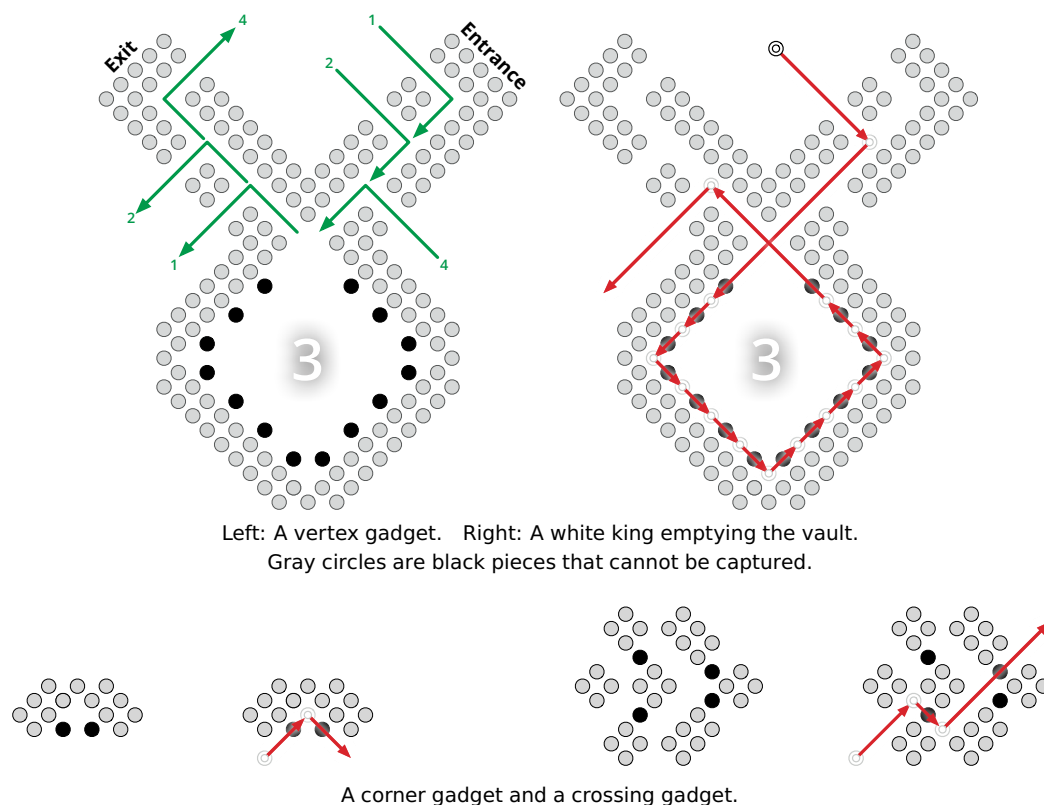 4
1
Exit
Entrance
2
2
1
4
3
3
Left: A vertex gadget. Right: A white king emptying the vault.
Gray circles are black pieces that cannot be captured.
A corner gadget and a crossing gadget.